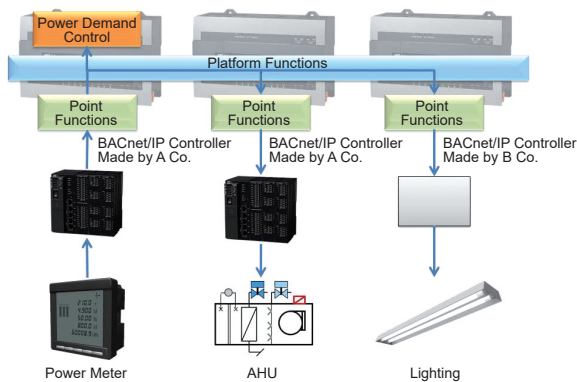 Power Demand
Control
Platform Functions
Point
Functions
Point
Functions
Point
Functions
BACnet/IP Controller
Made by A Co.
BACnet/IP Controller
Made by A Co.
BACnet/IP Controller
Made by B Co.
Power Meter
AHU
Lighting